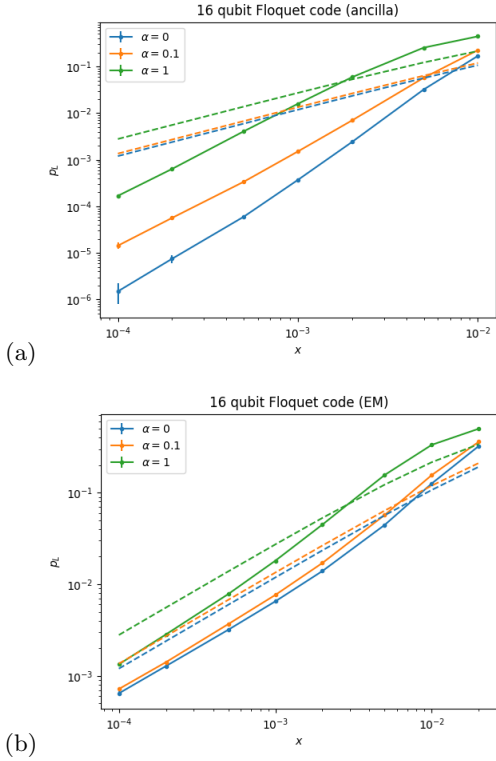 16 qubit Floquet code (ancilla)
α = 0
α = 0.1
α = 1
10⁻¹
10⁻²
10⁻³
10⁻⁴
10⁻⁵
10⁻⁶
p_L
10⁻⁴
10⁻³
10⁻²
x
(a)
16 qubit Floquet code (EM)
α = 0
α = 0.1
α = 1
10⁻¹
10⁻²
10⁻³
p_L
10⁻⁴
10⁻³
10⁻²
x
(b)